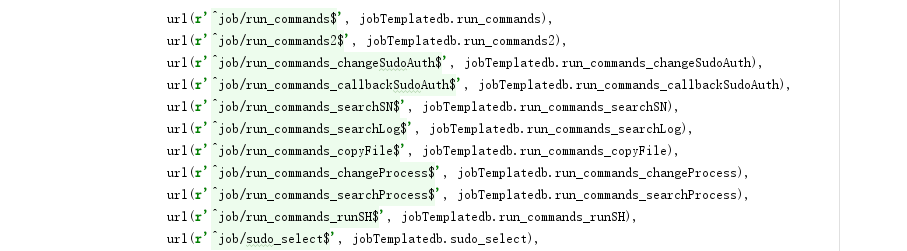 url(r'^job/run_commands$', jobTemplatedb.run_commands),
url(r'^job/run_commands2$', jobTemplatedb.run_commands2),
url(r'^job/run_commands_changeSudoAuth$', jobTemplatedb.run_commands_changeSudoAuth),
url(r'^job/run_commands_callbackSudoAuth$', jobTemplatedb.run_commands_callbackSudoAuth),
url(r'^job/run_commands_searchSN$', jobTemplatedb.run_commands_searchSN),
url(r'^job/run_commands_searchLog$', jobTemplatedb.run_commands_searchLog),
url(r'^job/run_commands_copyFile$', jobTemplatedb.run_commands_copyFile),
url(r'^job/run_commands_changeProcess$', jobTemplatedb.run_commands_changeProcess),
url(r'^job/run_commands_searchProcess$', jobTemplatedb.run_commands_searchProcess),
url(r'^job/run_commands_runSH$', jobTemplatedb.run_commands_runSH),
url(r'^job/sudo_select$', jobTemplatedb.sudo_select),